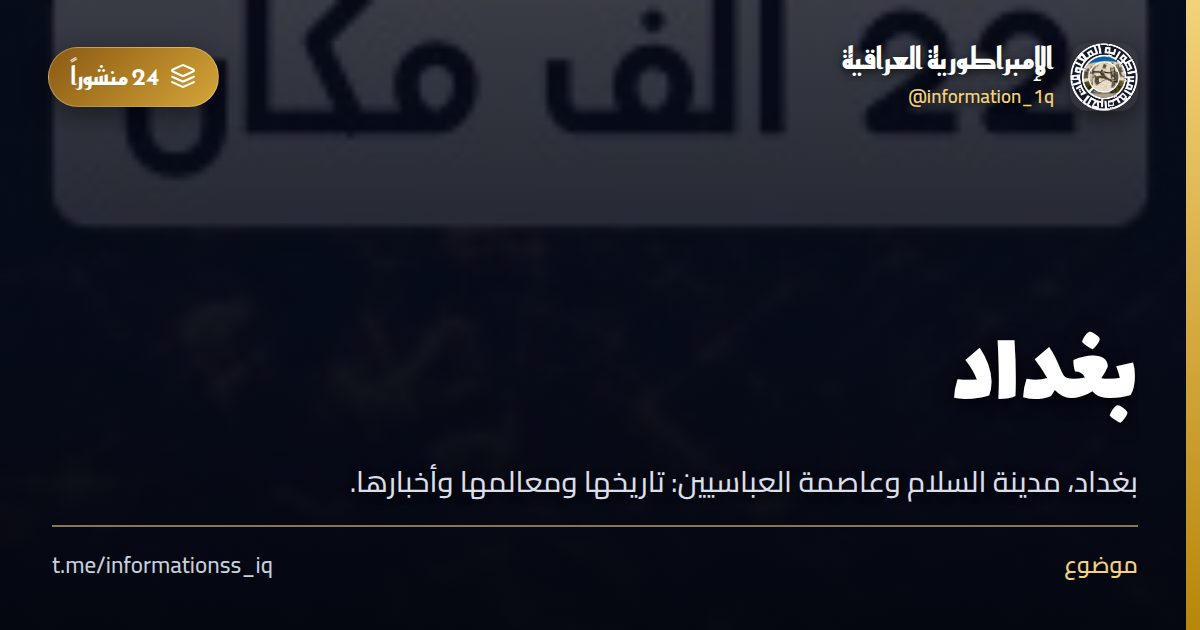 الإمبراطورية العراقية
@information_1q
24 منشوراً
22 الف مكان
بغداد
بغداد، مدينة السلام وعاصمة العباسيين: تاريخها ومعالمها وأخبارها.
موضوع
t.me/informationss_iq